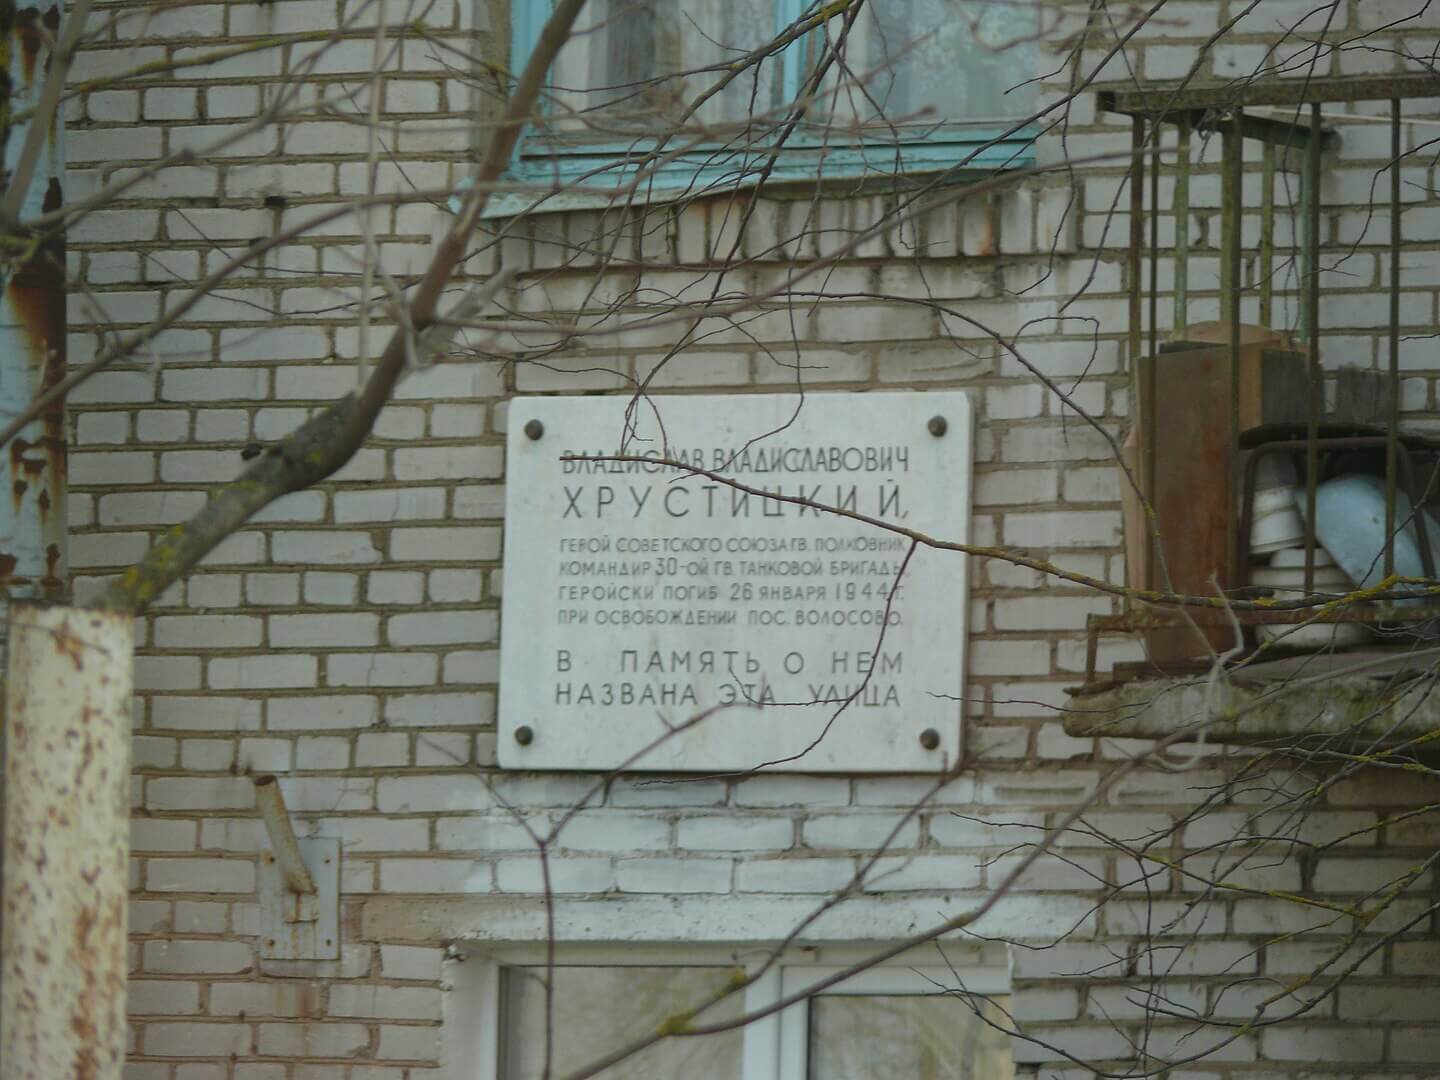 ВЛАДИСЛАВ ВЛАДИСЛАВОВИЧ
ХРУСТИЦКИЙ,
ГЕРОЙ СОВЕТСКОГО СОЮЗА ГВ. ПОЛКОВНИК
КОМАНДИР 30-ОЙ ГВ. ТАНКОВОЙ БРИГАДЫ
ГЕРОЙСКИ ПОГИБ 26 ЯНВАРЯ 1944 Г.
ПРИ ОСВОБОЖДЕНИИ ПОС. ВОЛОСОВО.
В ПАМЯТЬ О НЕМ
НАЗВАНА ЭТА УЛИЦА